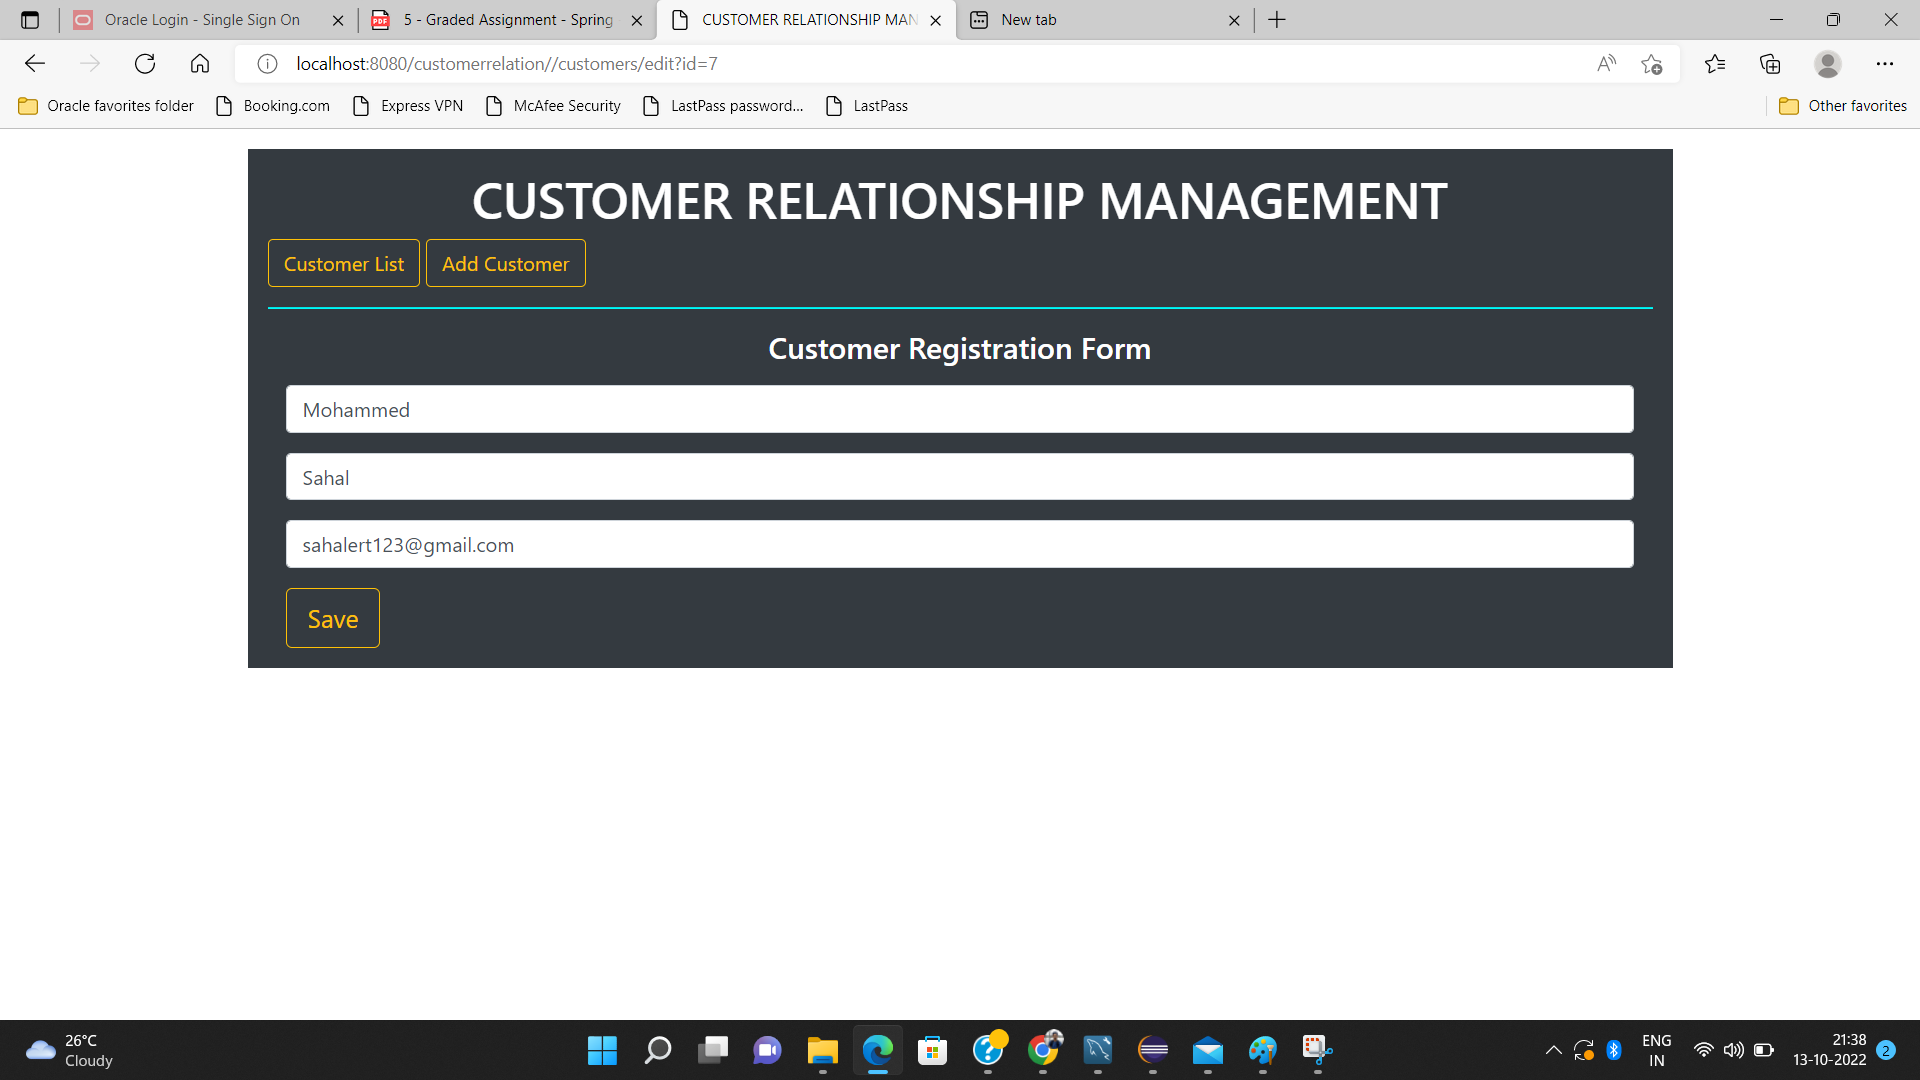 Oracle Login - Single Sign On
5 - Graded Assignment - Spring
CUSTOMER RELATIONSHIP MAN
New tab
localhost:8080/customerrelation//customers/edit?id=7
Oracle favorites folder
Booking.com
Express VPN
McAfee Security
LastPass password...
LastPass
Other favorites
CUSTOMER RELATIONSHIP MANAGEMENT
Customer List
Add Customer
Customer Registration Form
Mohammed
Sahal
sahalert123@gmail.com
Save
26°C
Cloudy
ENG
IN
21:38
13-10-2022
2